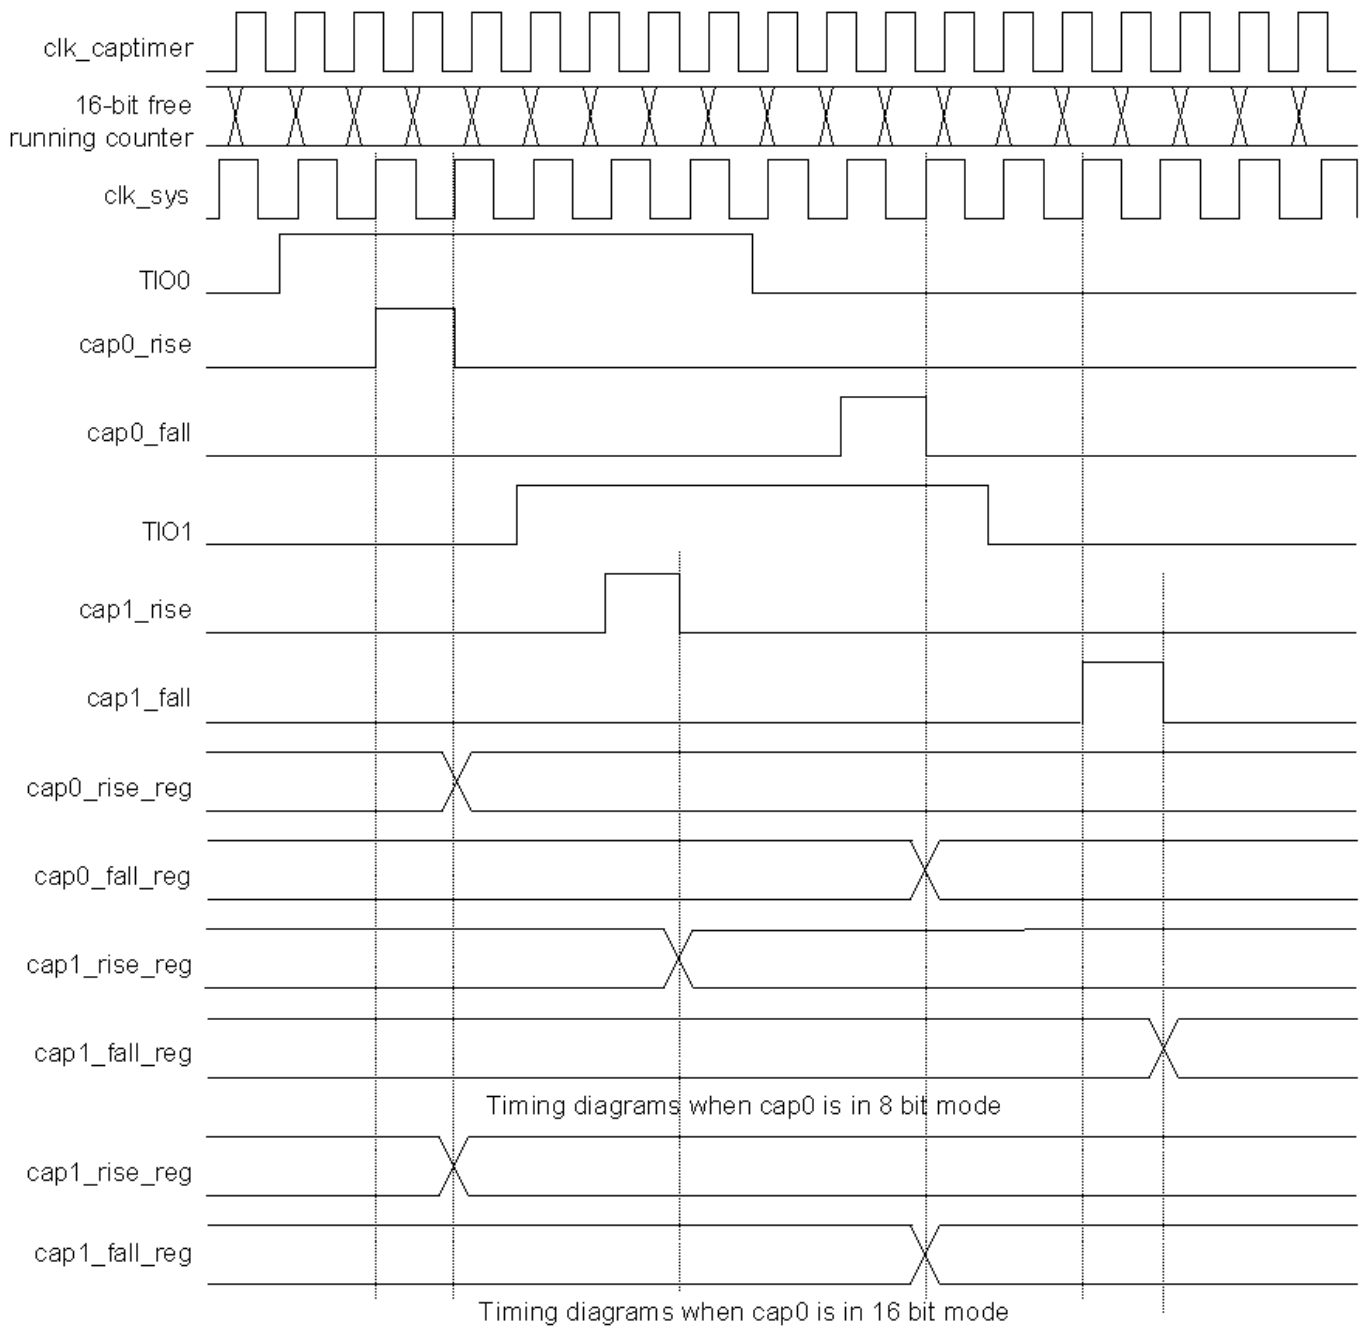 clk_captimer
16-bit free
running counter
clk_sys
TIO0
cap0_rise
cap0_fall
TIO1
cap1_rise
cap1_fall
cap0_rise_reg
cap0_fall_reg
cap1_rise_reg
cap1_fall_reg
Timing diagrams when cap0 is in 8 bit mode
cap1_rise_reg
cap1_fall_reg
Timing diagrams when cap0 is in 16 bit mode